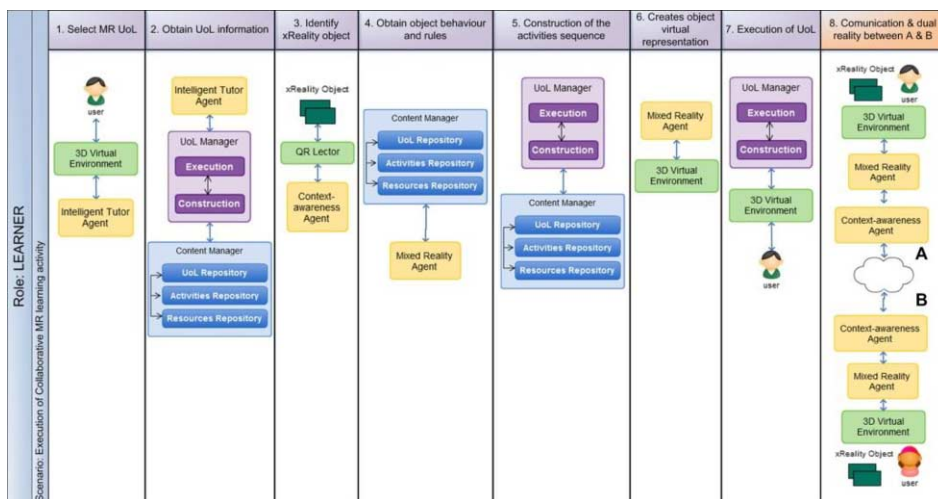 Role: LEARNER
Scenario: Execution of Collaborative MR learning activity
1. Select MR UoL
user
3D Virtual
Environment
Intelligent Tutor
Agent
2. Obtain UoL information
Intelligent Tutor
Agent
UoL Manager
Execution
Construction
Content Manager
UoL Repository
Activities Repository
Resources Repository
3. Identify
xReality object
xReality Object
QR Lector
Context-
awareness Agent
4. Obtain object behaviour
and rules
Content Manager
UoL Repository
Activities Repository
Resources Repository
Mixed Reality
Agent
5. Construction of the
activities sequence
UoL Manager
Execution
Construction
Content Manager
UoL Repository
Activities Repository
Resources Repository
6. Creates object
virtual
representation
Mixed Reality
Agent
3D Virtual
Environment
7. Execution of UoL
UoL Manager
Execution
Construction
3D Virtual
Environment
user
8. Comunication & dual
reality between A & B
xReality Object
user
3D Virtual
Environment
Mixed Reality
Agent
Context-awareness
Agent
A
B
Context-awareness
Agent
Mixed Reality
Agent
3D Virtual
Environment
xReality Object
user